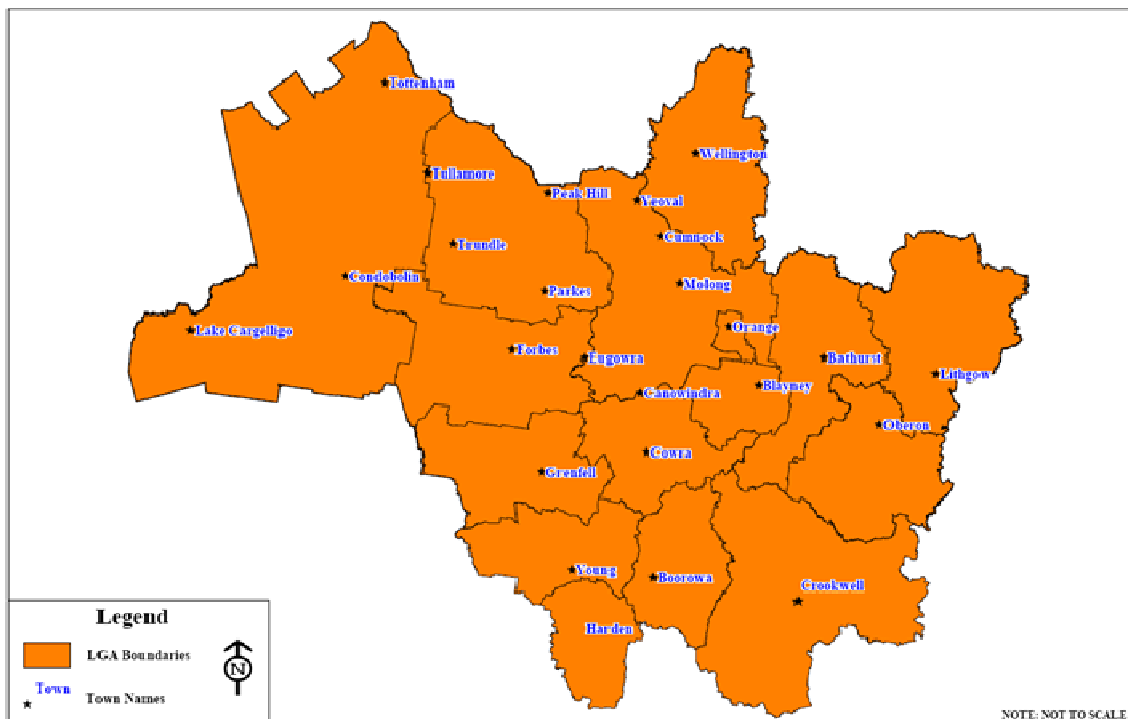 Tottenham
Wellington
Tullamore
Peak Hill
Yeoval
Cumnock
Trundle
Condobolin
Molong
Parkes
Lake Cargelligo
Orange
Forbes
Eugowra
Bathurst
Lithgow
Canowindra
Blayney
Oberon
Cowra
Grenfell
Young
Boorowa
Crookwell
Harden
Legend
LGA Boundaries
N
Town
Town Names
NOTE: NOT TO SCALE